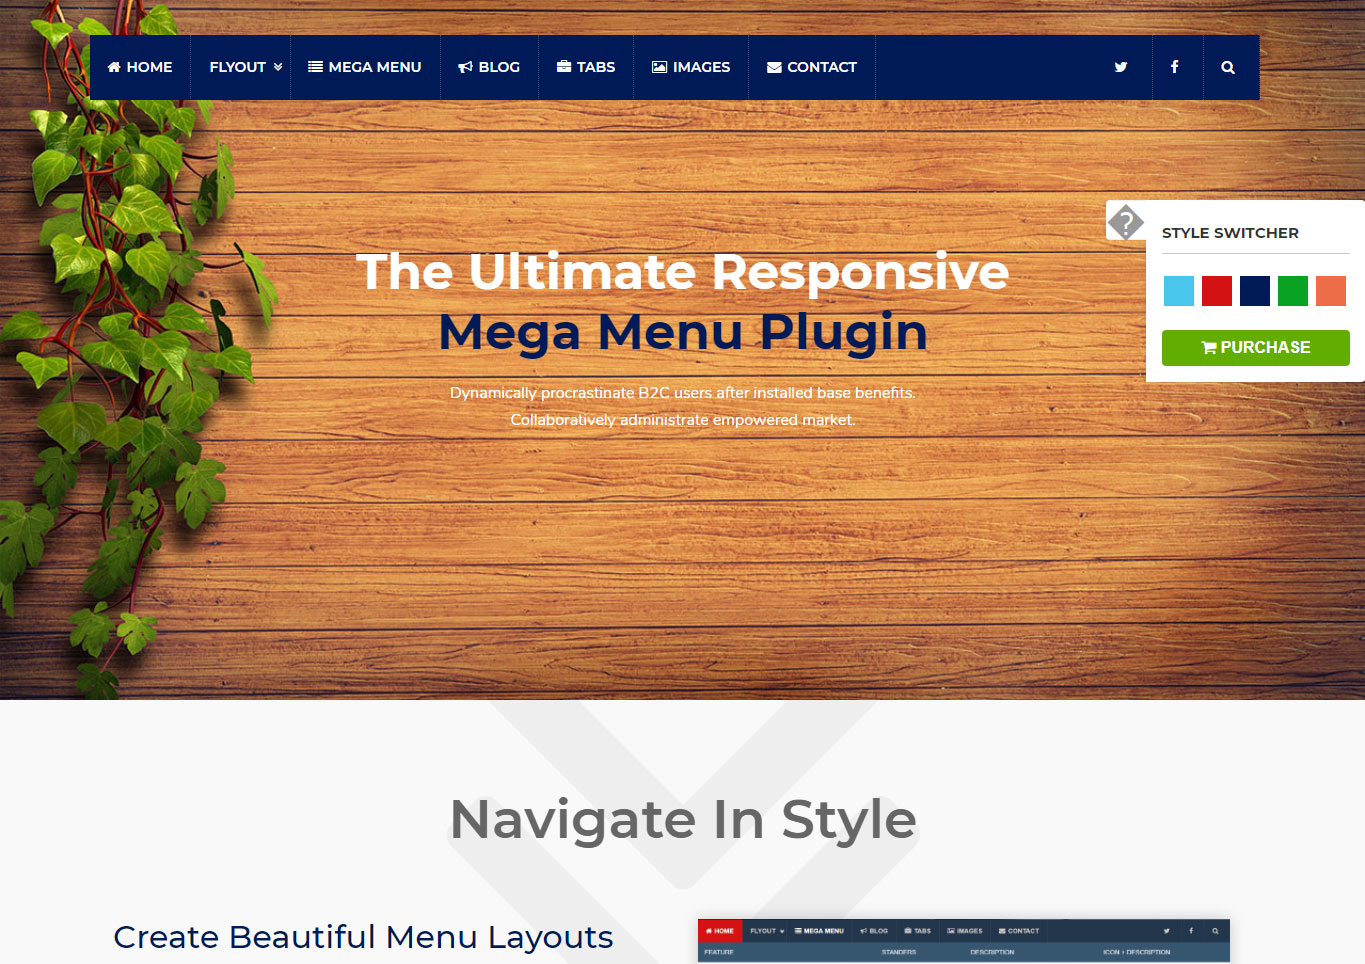 HOME FLYOUT MEGA MENU BLOG TABS IMAGES CONTACT
STYLE SWITCHER
PURCHASE
The Ultimate Responsive
Mega Menu Plugin
Dynamically procrastinate B2C users after installed base benefits.
Collaboratively administrate empowered market.
Navigate In Style
Create Beautiful Menu Layouts
HOME FLYOUT MEGA MENU BLOG TABS IMAGES CONTACT
FEATURE STANDERS DESCRIPTION ICON + DESCRIPTION